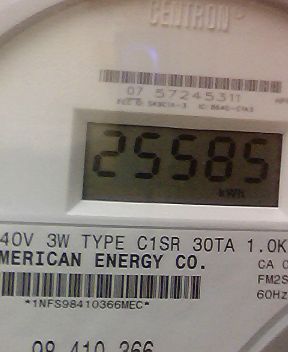 CENTRON
07 57245311
25585
kWh
40V 3W TYPE C1SR 30TA 1.0K
MERICAN ENERGY CO.
CA 0
FM2S
60Hz
*1NFS98410366MEC*
98 410 366